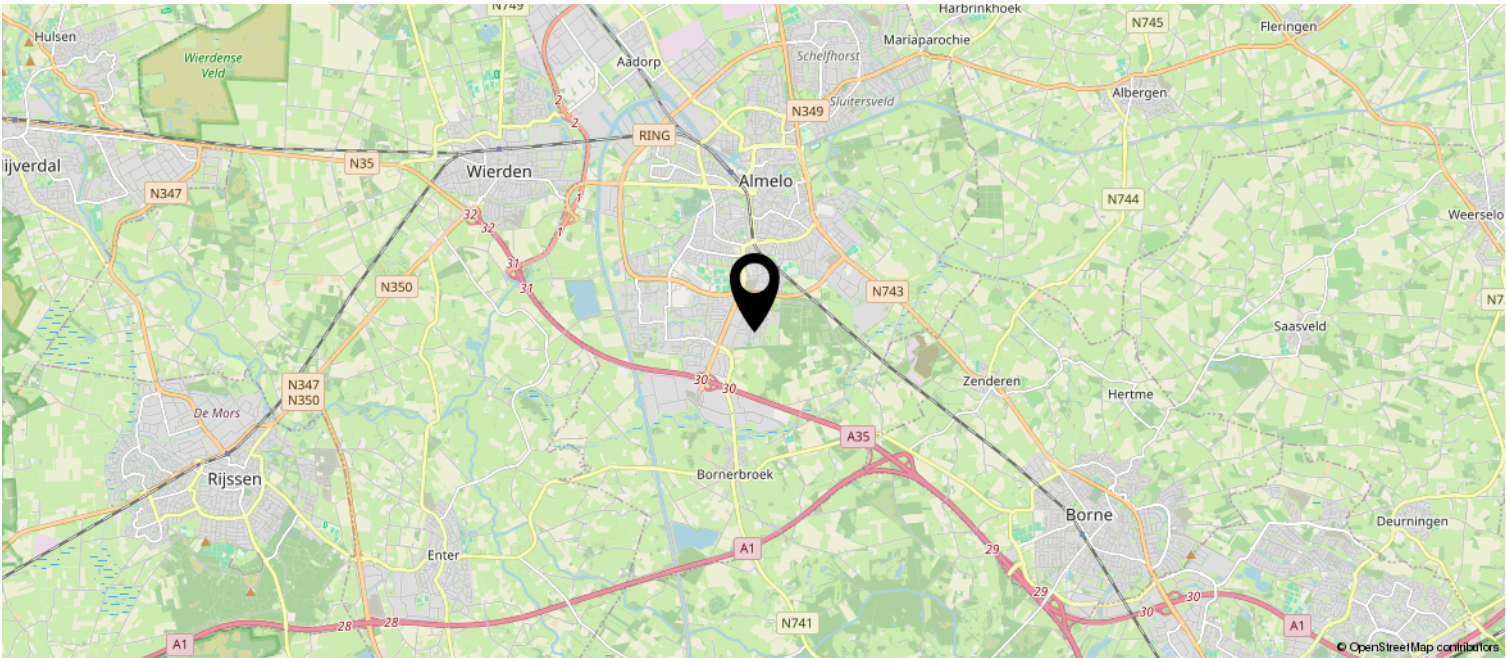 N749
Harbrinkhoek
N745
Fleringen
Hulsen
Mariaparochie
Wierdense
Veld
Aadorp
Schelfhorst
Albergen
2
2
Sluitersveld
N349
RING
ijverdal
N35
Wierden
Almelo
N347
N744
1
1
32
32
Weerselo
31
31
N350
N743
N7
Saasveld
30
30
Zenderen
Hertme
N347
N350
De Mors
A35
Rijssen
Bornerbroek
Borne
Deurningen
Enter
A1
29
29
30
30
28
28
N741
A1
A1
© OpenStreetMap contributors